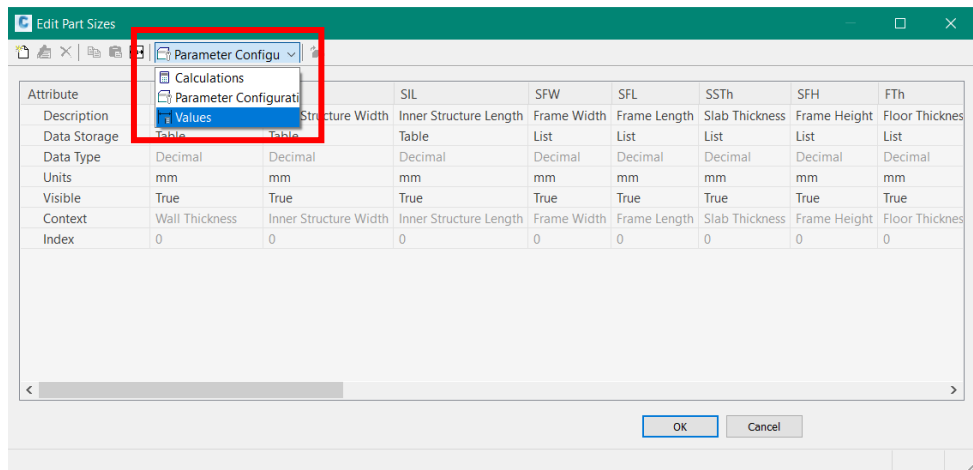 Edit Part Sizes
Parameter Configu
Calculations
Parameter Configurati
Values
Attribute SIL SFW SFL SSTh SFH FTh
Description Structure Width Inner Structure Length Frame Width Frame Length Slab Thickness Frame Height Floor Thicknes
Data Storage Table Table Table List List List List List
Data Type Decimal Decimal Decimal Decimal Decimal Decimal Decimal Decimal
Units mm mm mm mm mm mm mm mm
Visible True True True True True True True True
Context Wall Thickness Inner Structure Width Inner Structure Length Frame Width Frame Length Slab Thickness Frame Height Floor Thicknes
Index 0 0 0 0 0 0 0 0
OK Cancel